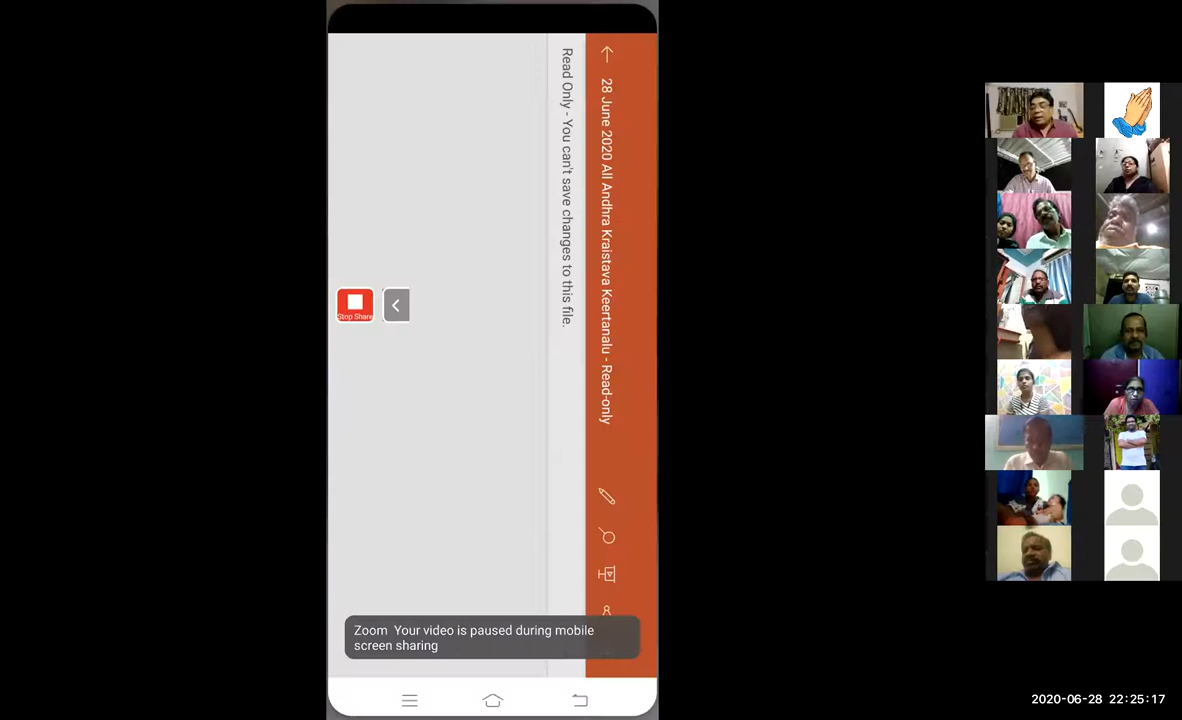 28 June 2020 All Andhra Kraistava Keertanalu - Read-only
Read Only - You can't save changes to this file.
Stop Share
Zoom Your video is paused during mobile
screen sharing
2020-06-28 22:25:17